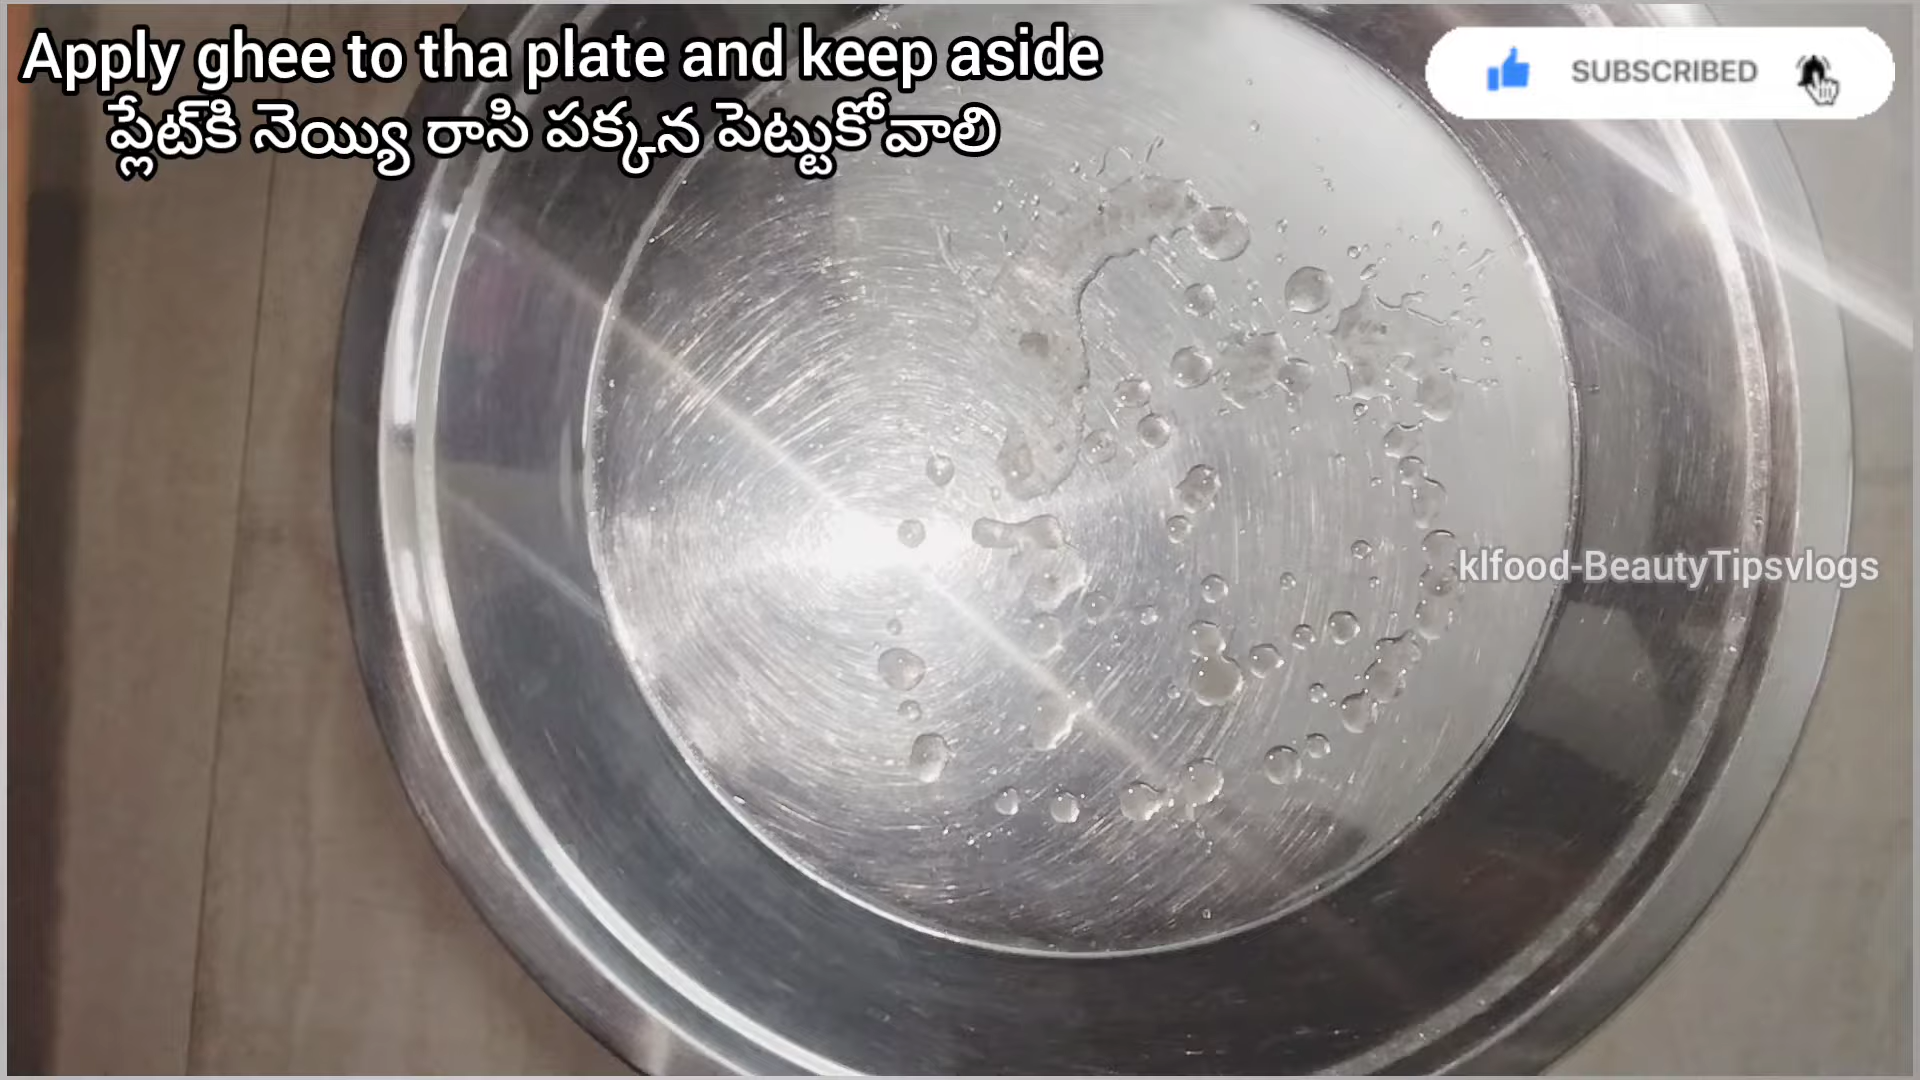 Apply ghee to tha plate and keep aside
ప్లేట్‌కి నెయ్యి రాసి పక్కన పెట్టుకోవాలి
SUBSCRIBED
klfood-BeautyTipsvlogs